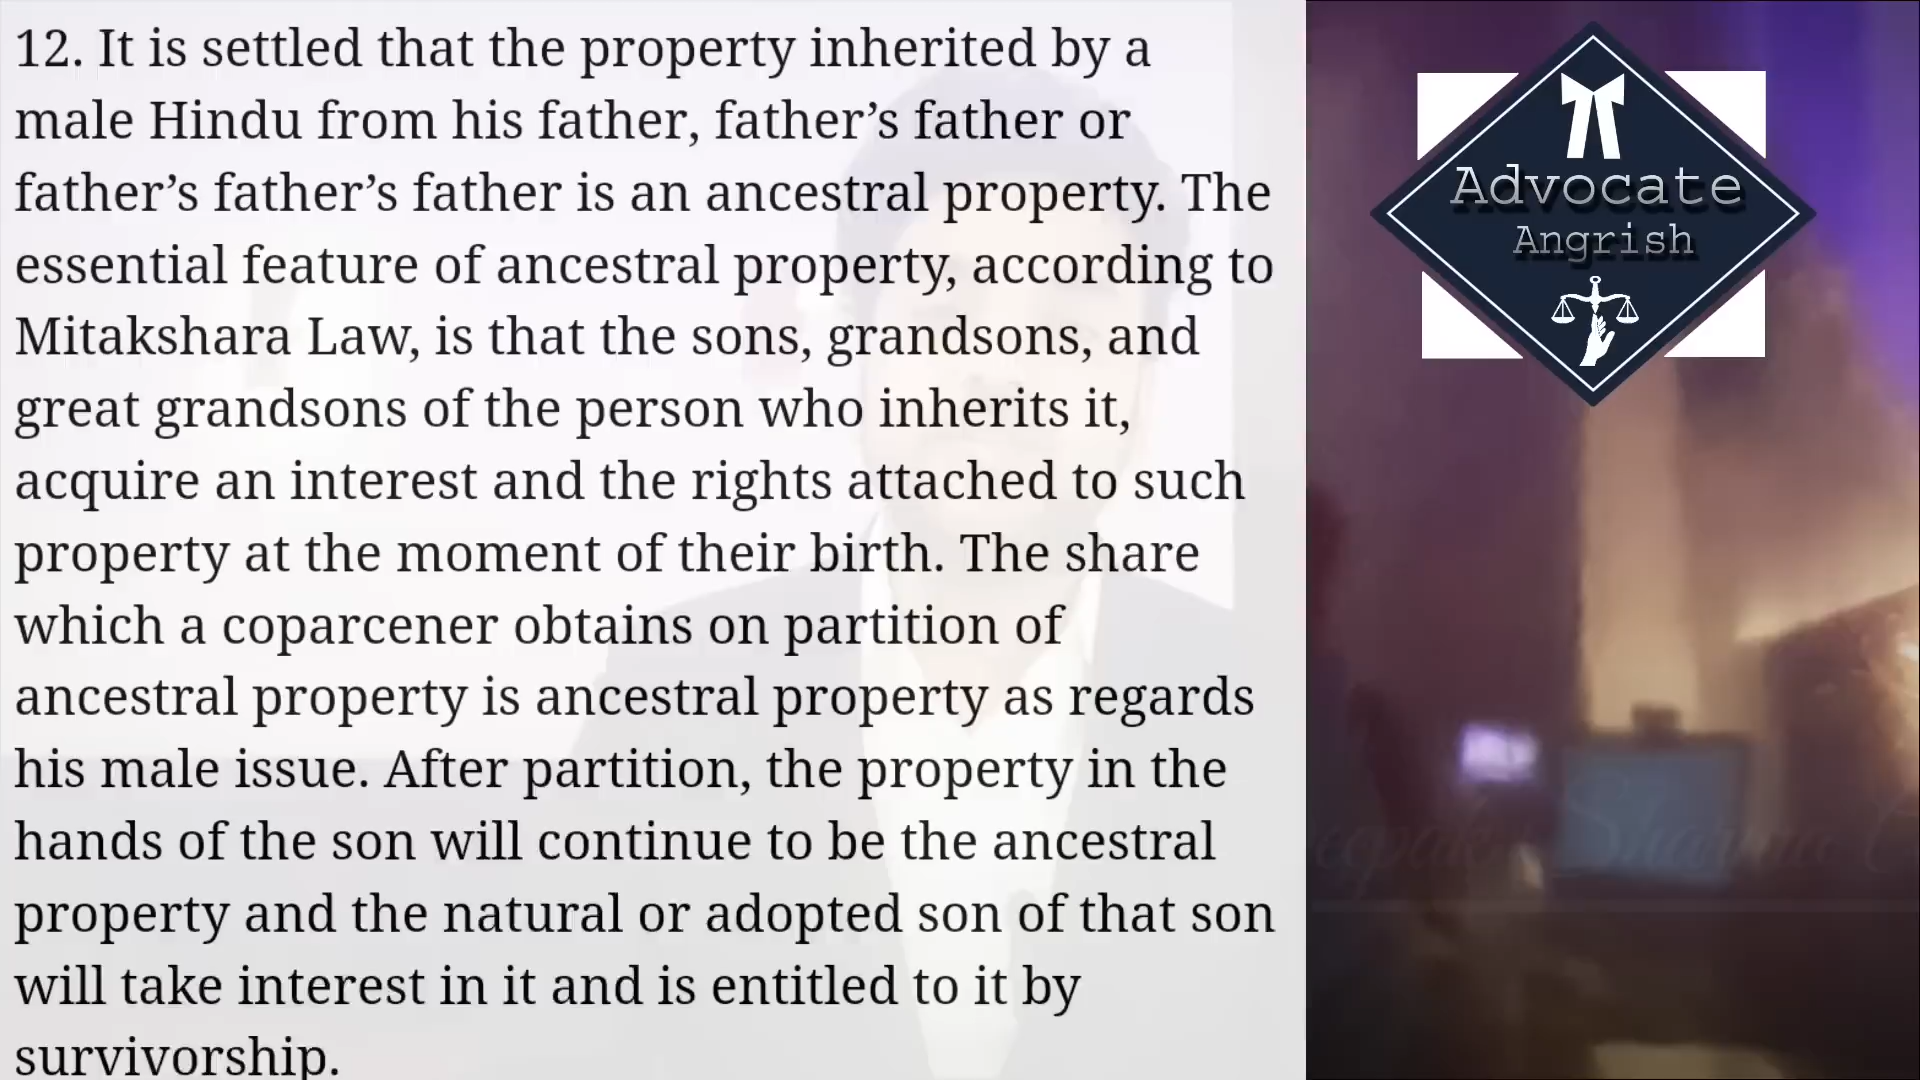 12. It is settled that the property inherited by a
male Hindu from his father, father’s father or
father’s father’s father is an ancestral property. The
essential feature of ancestral property, according to
Mitakshara Law, is that the sons, grandsons, and
great grandsons of the person who inherits it,
acquire an interest and the rights attached to such
property at the moment of their birth. The share
which a coparcener obtains on partition of
ancestral property is ancestral property as regards
his male issue. After partition, the property in the
hands of the son will continue to be the ancestral
property and the natural or adopted son of that son
will take interest in it and is entitled to it by
survivorship.
Advocate
Angrish
Sharma